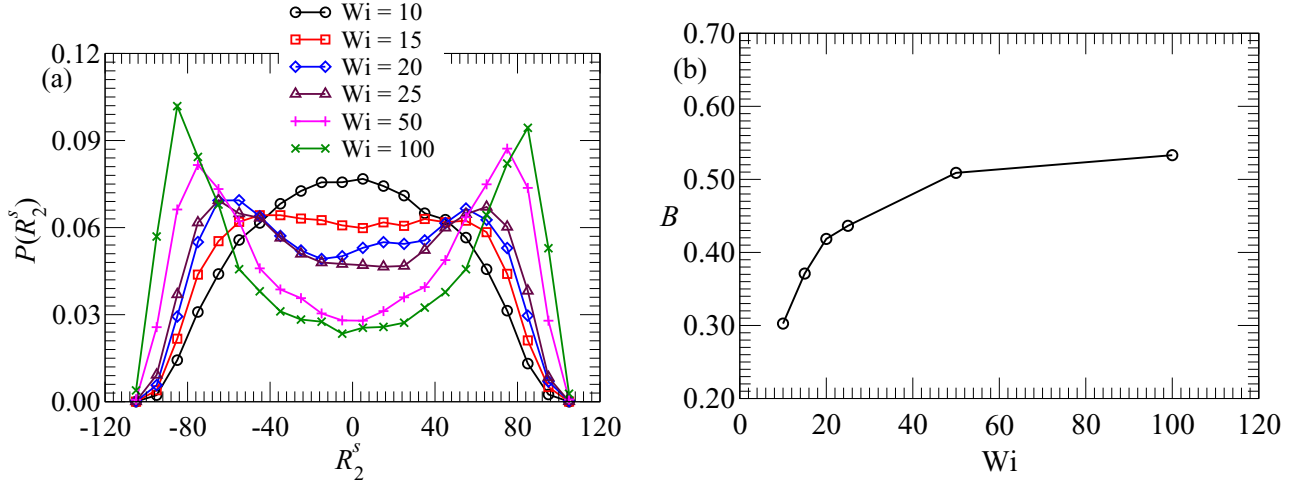 Wi = 10
Wi = 15
Wi = 20
Wi = 25
Wi = 50
Wi = 100
(a)
P(R₂ˢ)
0.12
0.09
0.06
0.03
0.00
-120 -80 -40 0 40 80 120
R₂ˢ
(b)
B
0.70
0.60
0.50
0.40
0.30
0.20
0 20 40 60 80 100 120
Wi